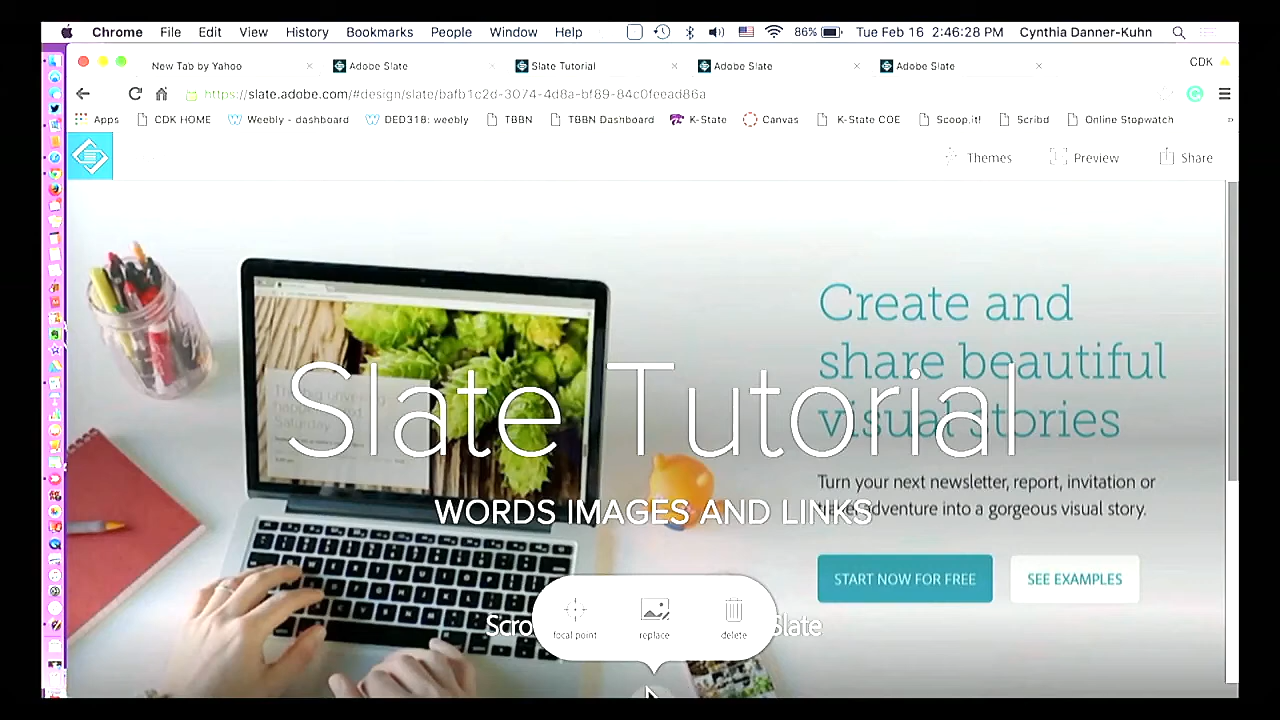 Chrome File Edit View History Bookmarks People Window Help 86% Tue Feb 16 2:46:28 PM Cynthia Danner-Kuhn
New Tab by Yahoo × Adobe Slate × Slate Tutorial × Adobe Slate × Adobe Slate × CDK
https://slate.adobe.com/#design/slate/bafb1c2d-3074-4d8a-bf89-84c0feead86a
Apps CDK HOME Weebly - dashboard DED318: weebly TBBN TBBN Dashboard K-State Canvas K-State COE Scoop.it! Scribd Online Stopwatch »
Themes Preview Share
Create and
share beautiful
visual stories
Slate Tutorial
Turn your next newsletter, report, invitation or
adventure into a gorgeous visual story.
WORDS IMAGES AND LINKS
START NOW FOR FREE SEE EXAMPLES
Slate
focal point replace delete